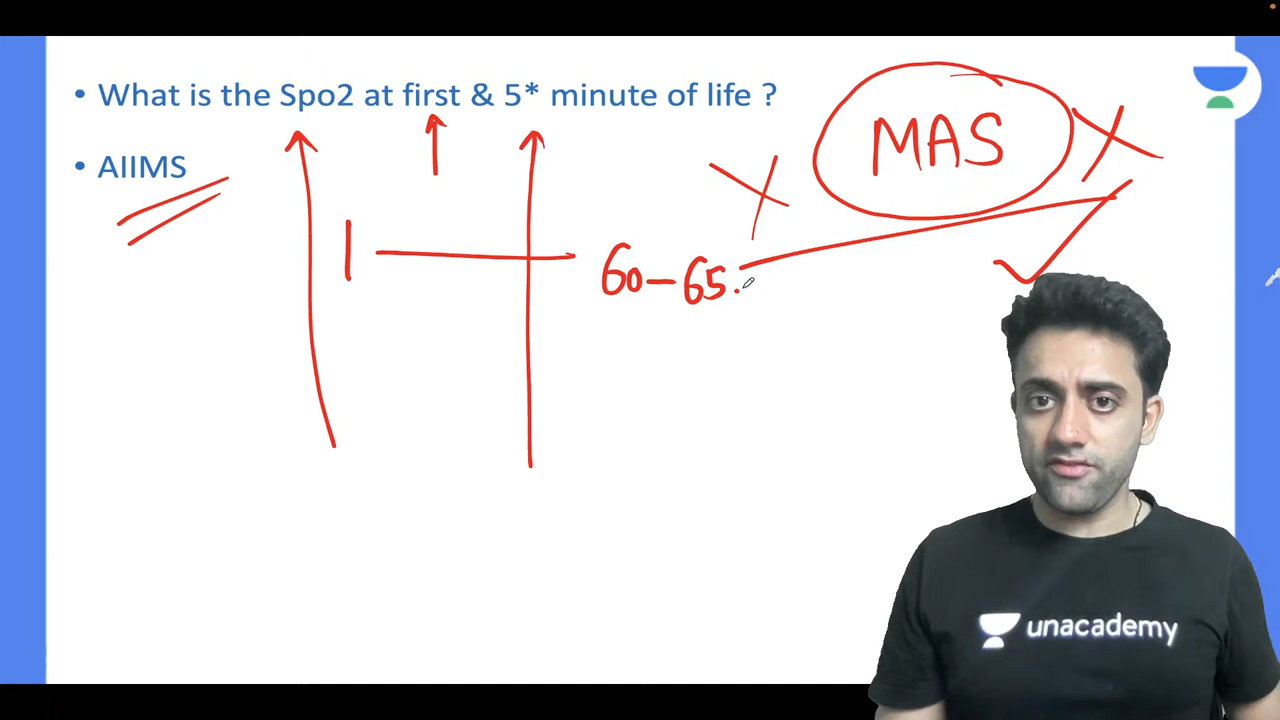 • What is the Spo2 at first & 5* minute of life ?
MAS
• AIIMS
1 60-65.
unacademy